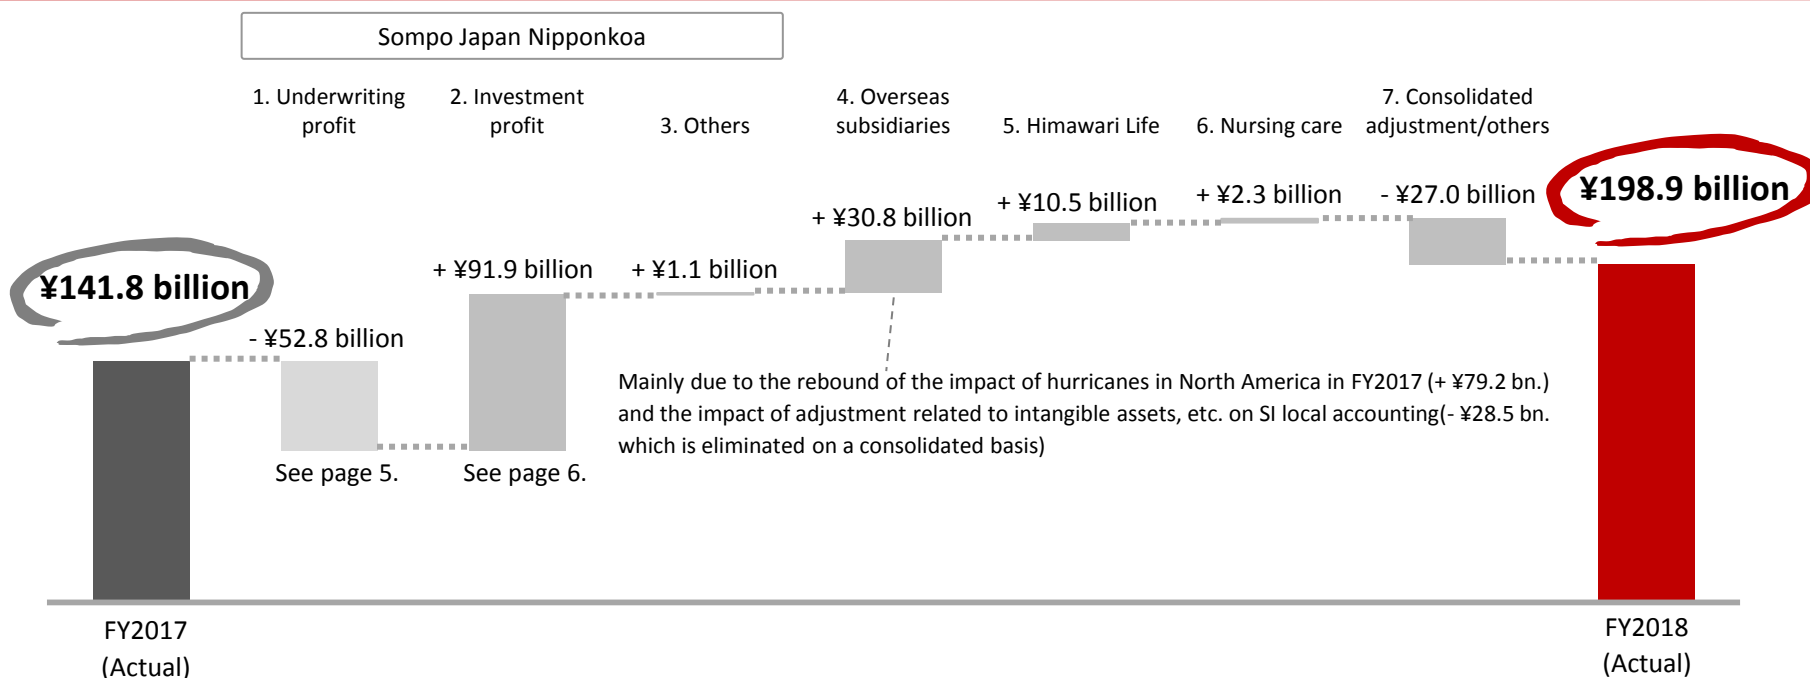 Sompo Japan Nipponkoa
1. Underwriting
profit
2. Investment
profit
3. Others
4. Overseas
subsidiaries
5. Himawari Life
6. Nursing care
7. Consolidated
adjustment/others
¥141.8 billion
- ¥52.8 billion
+ ¥91.9 billion
+ ¥1.1 billion
+ ¥30.8 billion
+ ¥10.5 billion
+ ¥2.3 billion
- ¥27.0 billion
¥198.9 billion
See page 5.
See page 6.
Mainly due to the rebound of the impact of hurricanes in North America in FY2017 (+ ¥79.2 bn.)
and the impact of adjustment related to intangible assets, etc. on SI local accounting(- ¥28.5 bn.
which is eliminated on a consolidated basis)
FY2017
(Actual)
FY2018
(Actual)